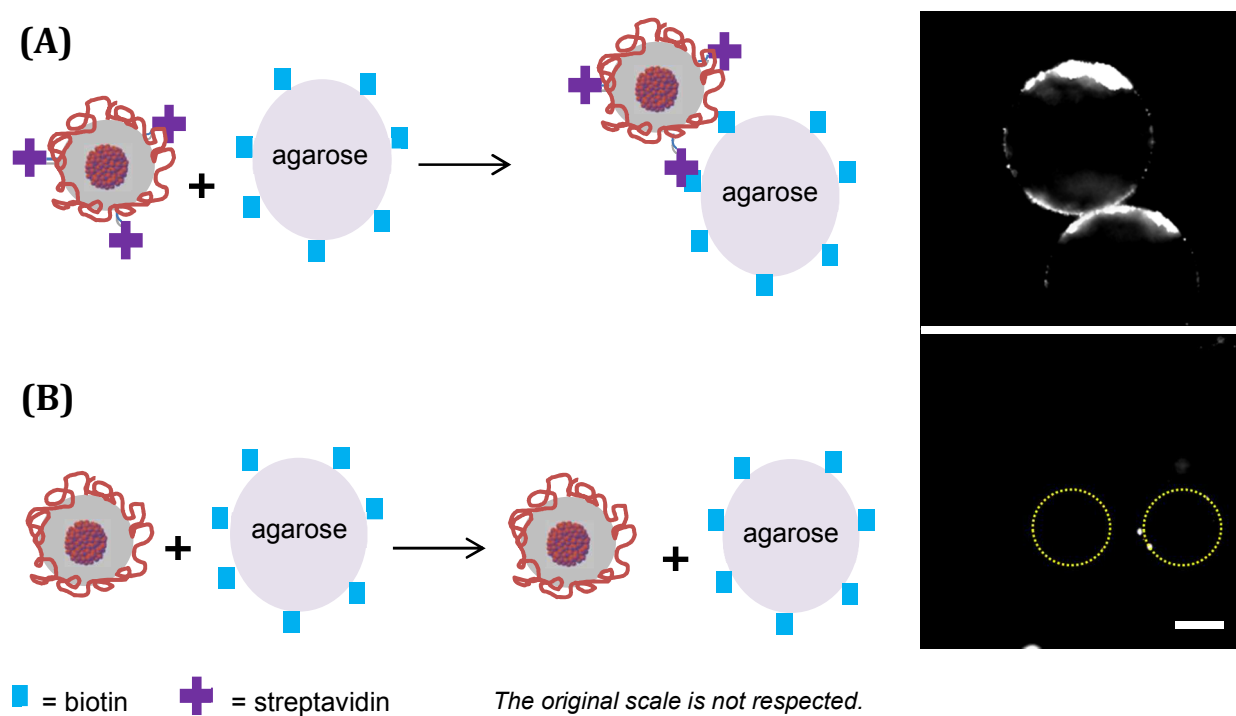 (A)
+
agarose
agarose
(B)
+
agarose
+
agarose
= biotin
= streptavidin
The original scale is not respected.